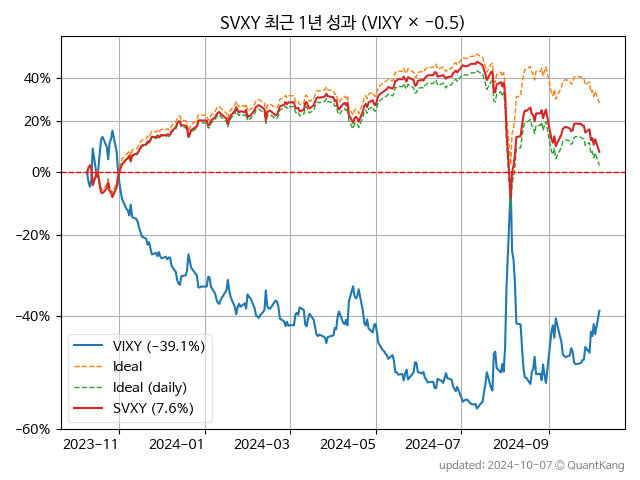 SVXY 최근 1년 성과 (VIXY × −0.5)
40%
20%
0%
−20%
−40%
−60%
VIXY (−39.1%)
Ideal
Ideal (daily)
SVXY (7.6%)
2023-11
2024-01
2024-03
2024-05
2024-07
2024-09
updated: 2024-10-07 © QuantKang